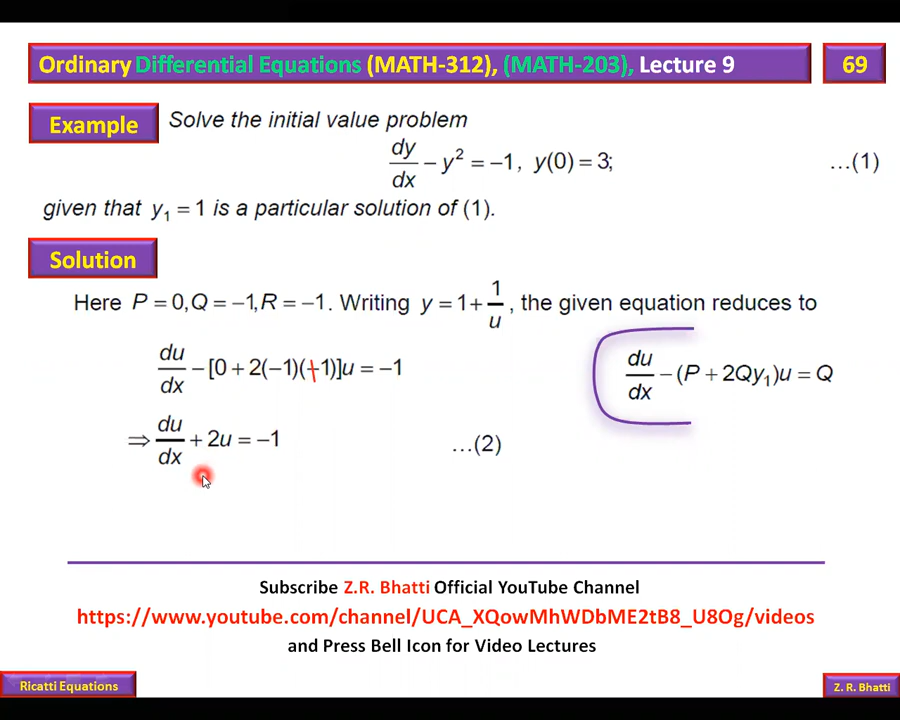 Ordinary Differential Equations (MATH-312), (MATH-203), Lecture 9
69
Example
Solve the initial value problem
dy/dx − y² = −1, y(0) = 3; ...(1)
given that y₁ = 1 is a particular solution of (1).
Solution
Here P = 0, Q = −1, R = −1. Writing y = 1 + 1/u, the given equation reduces to
du/dx − [0 + 2(−1)(+1)]u = −1
du/dx − (P + 2Qy₁)u = Q
⇒ du/dx + 2u = −1 ...(2)
Subscribe Z.R. Bhatti Official YouTube Channel
https://www.youtube.com/channel/UCA_XQowMhWDbME2tB8_U8Og/videos
and Press Bell Icon for Video Lectures
Ricatti Equations
Z. R. Bhatti